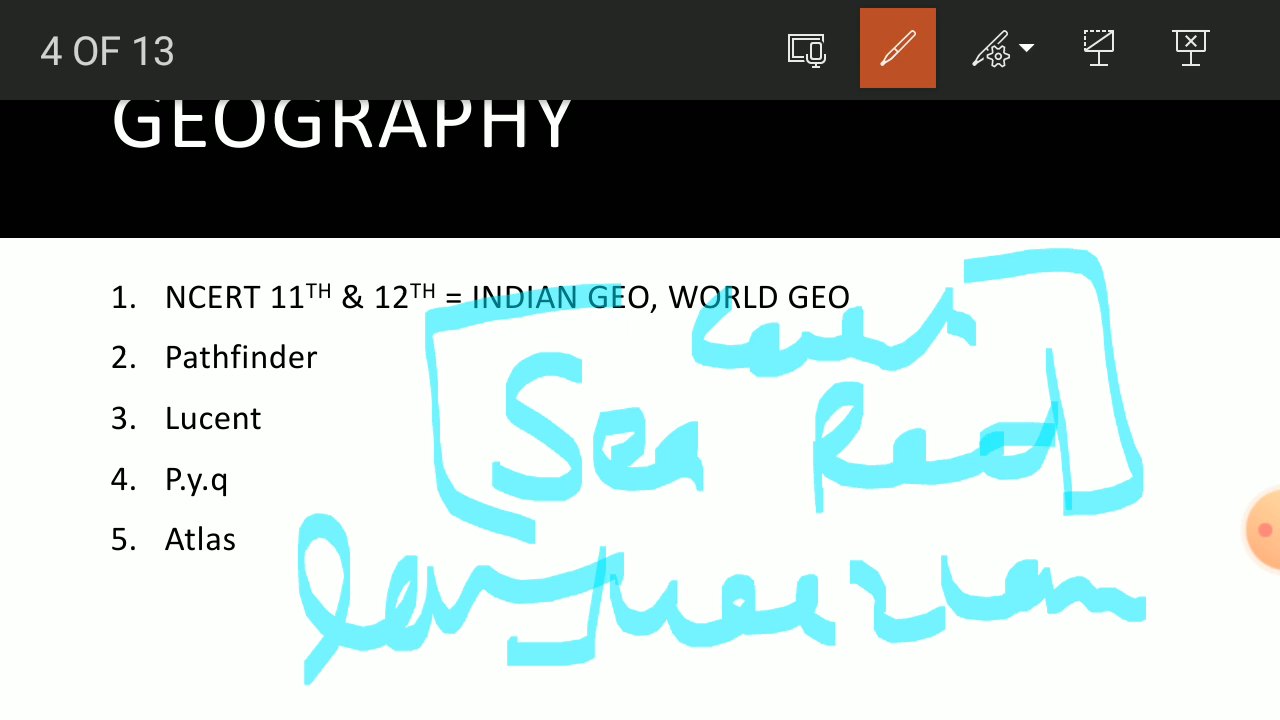 4 OF 13
GEOGRAPHY
1. NCERT 11TH & 12TH = INDIAN GEO, WORLD GEO
2. Pathfinder
3. Lucent
4. P.y.q
5. Atlas
Sea Red